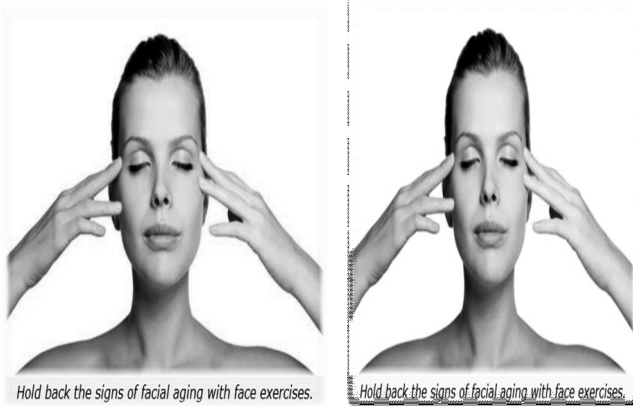 Hold back the signs of facial aging with face exercises.
Hold back the signs of facial aging with face exercises.